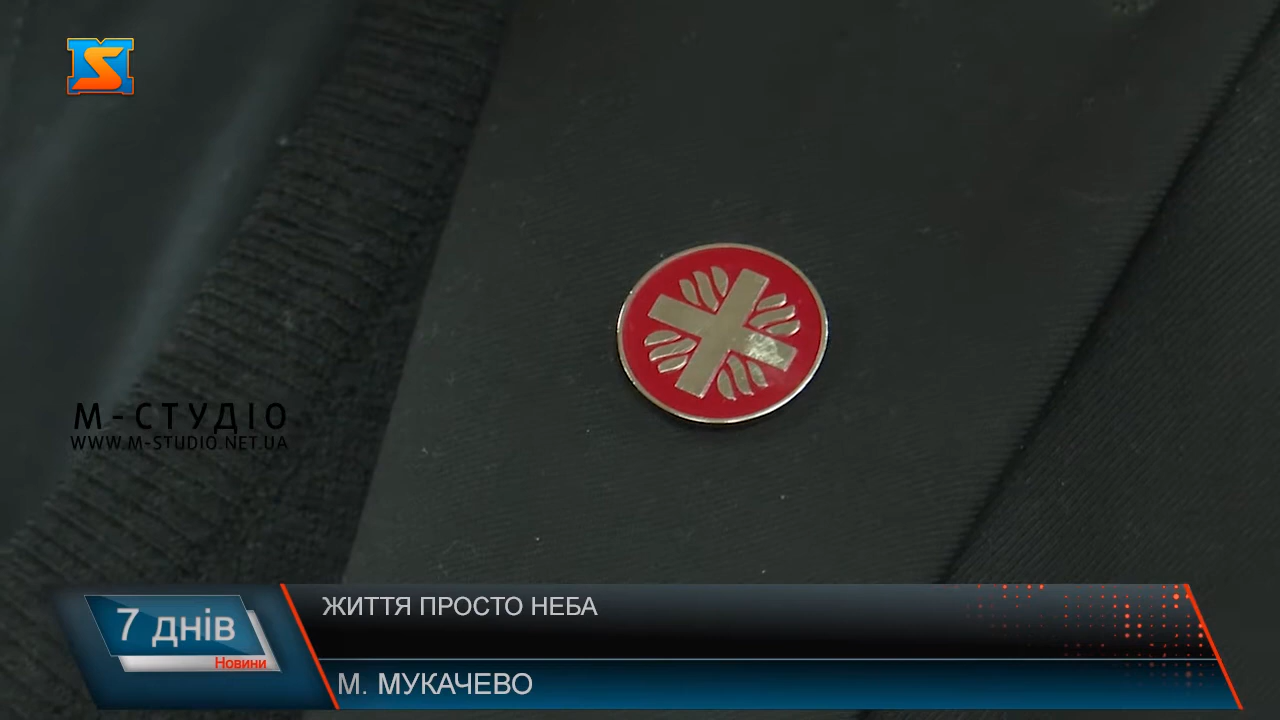 М-СТУДІО
WWW.M-STUDIO.NET.UA
7 днів
Новини
ЖИТТЯ ПРОСТО НЕБА
М. МУКАЧЕВО